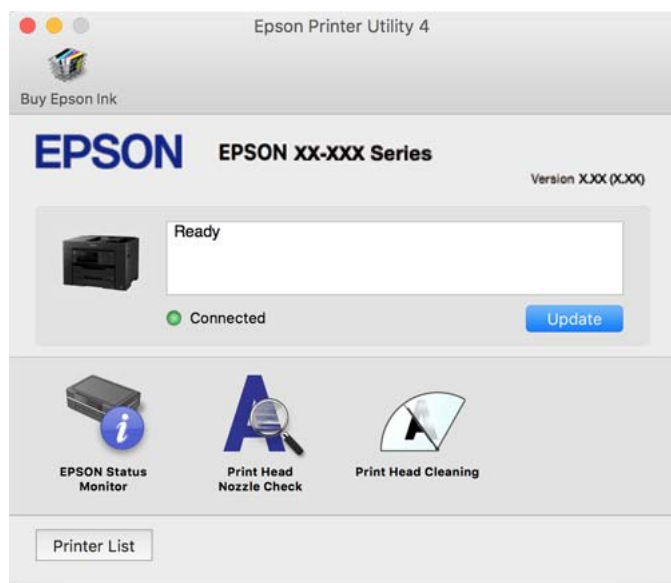 Epson Printer Utility 4
Buy Epson Ink
EPSON
EPSON XX-XXX Series
Version X.XX (X.XX)
Ready
Connected
Update
EPSON Status
Monitor
Print Head
Nozzle Check
Print Head Cleaning
Printer List